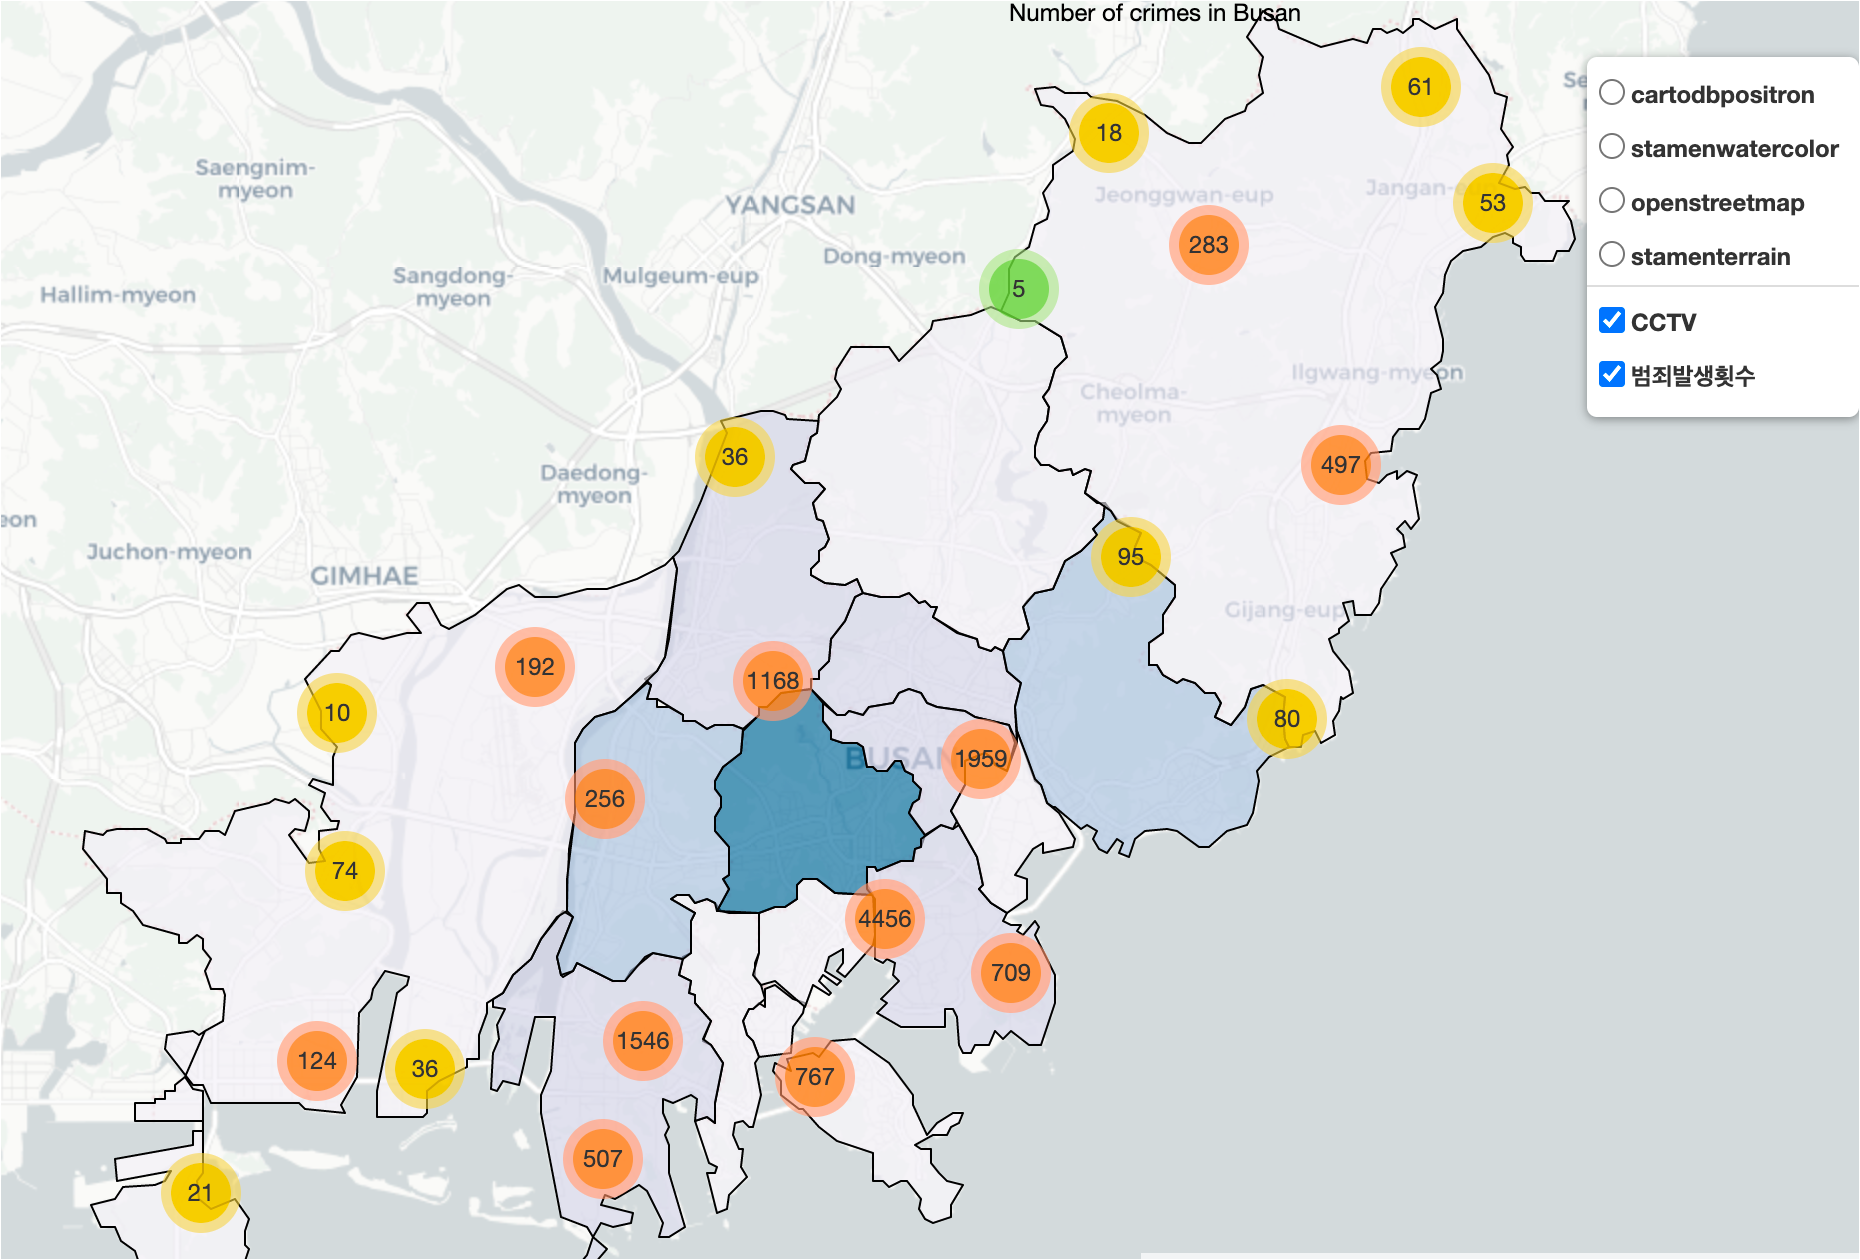 Number of crimes in Busan
cartodbpositron
stamenwatercolor
openstreetmap
stamenterrain
CCTV
범죄발생횟수
61
18
Saengnim-
myeon
Jeonggwan-eup
Jangan-
53
YANGSAN
283
Dong-myeon
Sangdong-
myeon
Mulgeum-eup
Hallim-myeon
5
Ilgwang-myeon
Cheolma-
myeon
36
497
Daedong-
myeon
Juchon-myeon
95
GIMHAE
Gijang-eup
192
1168
10
80
BUSAN
1959
256
74
4456
709
1546
124
36
767
507
21